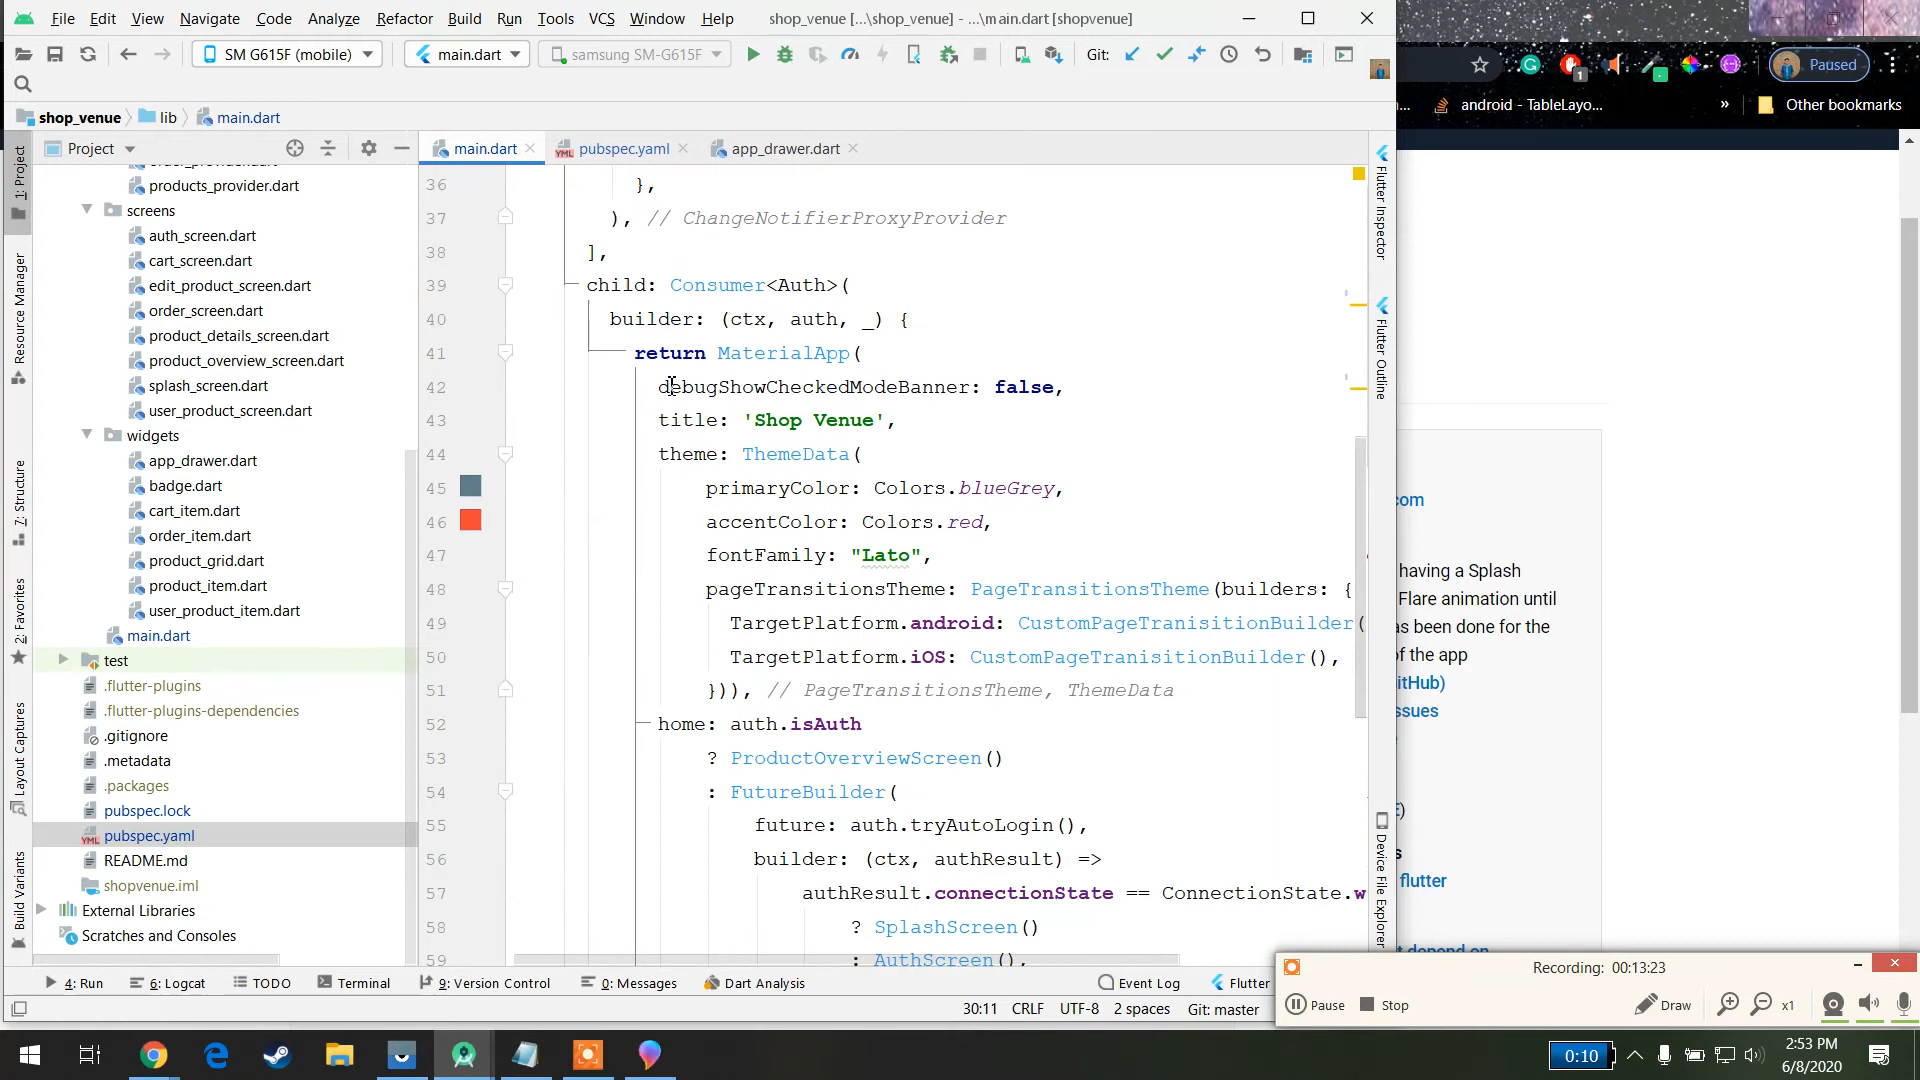 File Edit View Navigate Code Analyze Refactor Build Run Tools VCS Window Help shop_venue [...\shop_venue] - ...\main.dart [shopvenue]
SM G615F (mobile) main.dart samsung SM-G615F Git:
Paused
1
android - TableLayo... » Other bookmarks
shop_venue lib main.dart
Project main.dart pubspec.yaml app_drawer.dart
products_provider.dart
screens
auth_screen.dart
cart_screen.dart
edit_product_screen.dart
order_screen.dart
product_details_screen.dart
product_overview_screen.dart
splash_screen.dart
user_product_screen.dart
widgets
app_drawer.dart
badge.dart
cart_item.dart
order_item.dart
product_grid.dart
product_item.dart
user_product_item.dart
main.dart
test
.flutter-plugins
.flutter-plugins-dependencies
.gitignore
.metadata
.packages
pubspec.lock
pubspec.yaml
README.md
shopvenue.iml
External Libraries
Scratches and Consoles
1: Project
Resource Manager
7: Structure
2: Favorites
Layout Captures
Build Variants
36 },
37 ), // ChangeNotifierProxyProvider
38 ],
39 child: Consumer<Auth>(
40 builder: (ctx, auth, _) {
41 return MaterialApp(
42 debugShowCheckedModeBanner: false,
43 title: 'Shop Venue',
44 theme: ThemeData(
45 primaryColor: Colors.blueGrey,
46 accentColor: Colors.red,
47 fontFamily: "Lato",
48 pageTransitionsTheme: PageTransitionsTheme(builders: {
49 TargetPlatform.android: CustomPageTranisitionBuilder(
50 TargetPlatform.iOS: CustomPageTranisitionBuilder(),
51 })), // PageTransitionsTheme, ThemeData
52 home: auth.isAuth
53 ? ProductOverviewScreen()
54 : FutureBuilder(
55 future: auth.tryAutoLogin(),
56 builder: (ctx, authResult) =>
57 authResult.connectionState == ConnectionState.w
58 ? SplashScreen()
59 : AuthScreen(),
Flutter Inspector
Flutter Outline
Device File Explorer
com
having a Splash
Flare animation until
as been done for the
of the app
itHub)
ssues
E)
s
flutter
t depend on
4: Run 6: Logcat TODO Terminal 9: Version Control 0: Messages Dart Analysis Event Log Flutter
30:11 CRLF UTF-8 2 spaces Git: master
Recording: 00:13:23
Pause Stop Draw x1
0:10
2:53 PM
6/8/2020